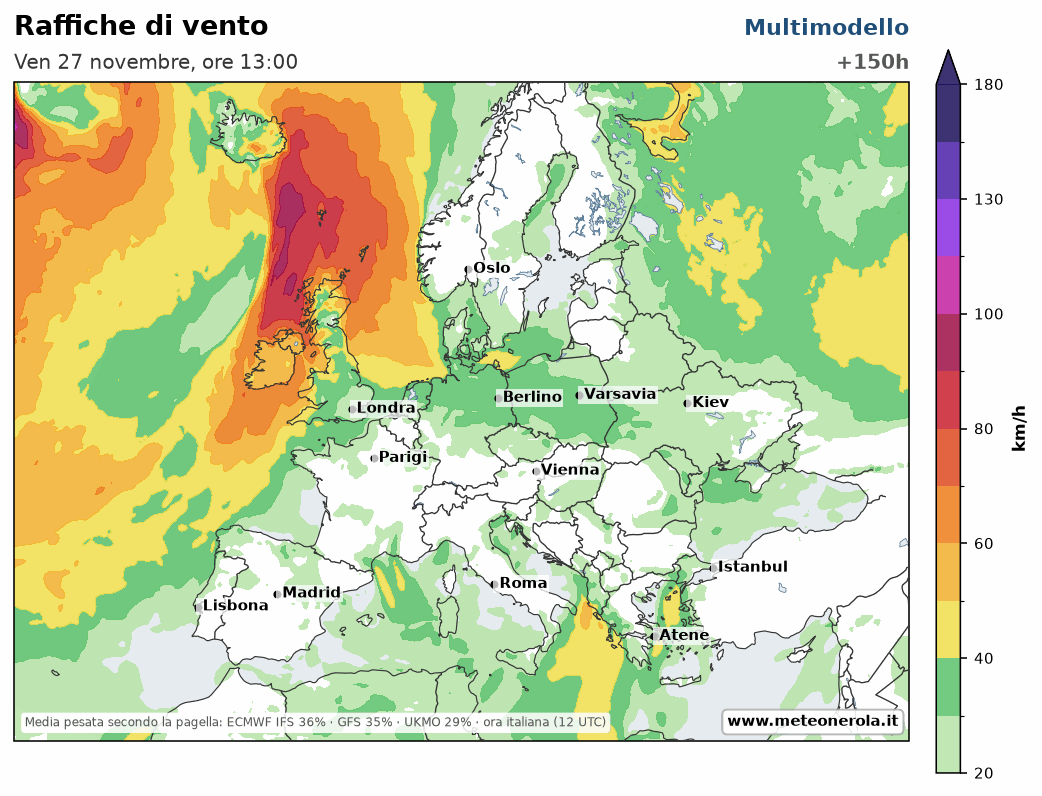 Raffiche di vento
Multimodello
Ven 27 novembre, ore 13:00
+150h
180
130
100
80
60
40
20
km/h
Oslo
Berlino
Varsavia
Londra
Kiev
Parigi
Vienna
Istanbul
Roma
Madrid
Lisbona
Atene
Media pesata secondo la pagella: ECMWF IFS 36% · GFS 35% · UKMO 29% · ora italiana (12 UTC)
www.meteonerola.it